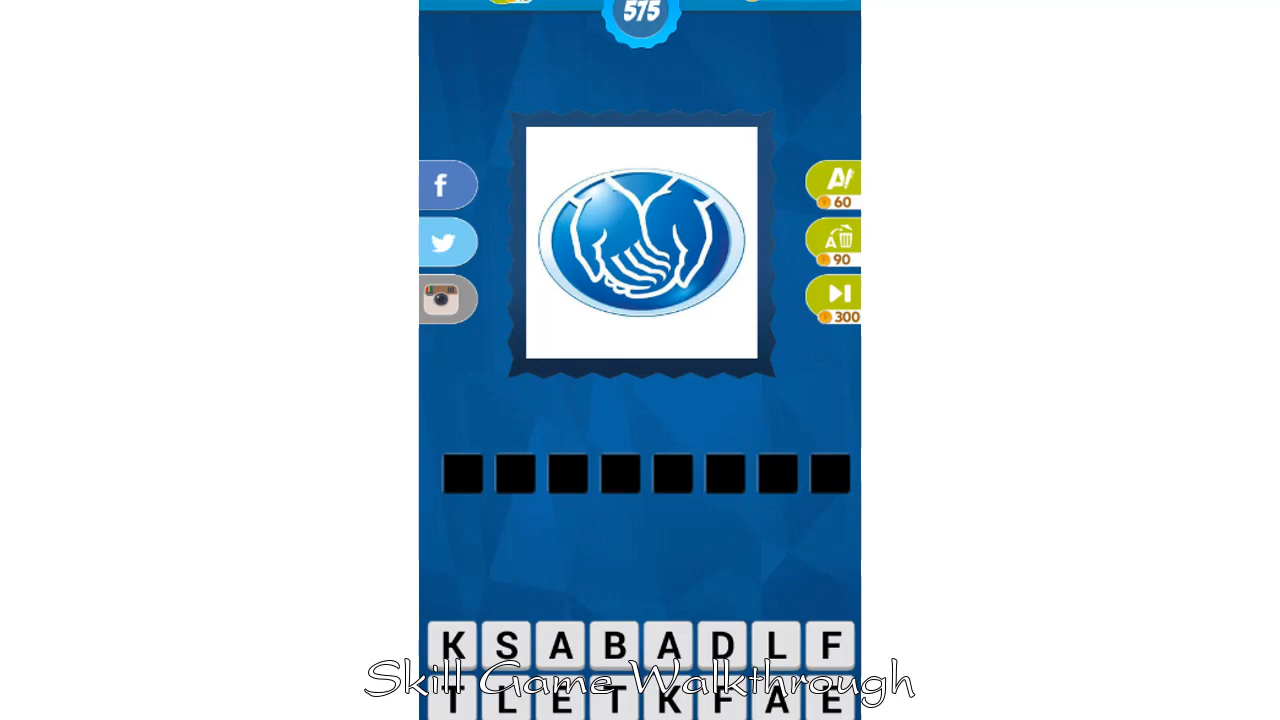 575
f
A
60
A
90
300
K S A B A D L F
Skill Game Walkthrough
T L E T K F A E